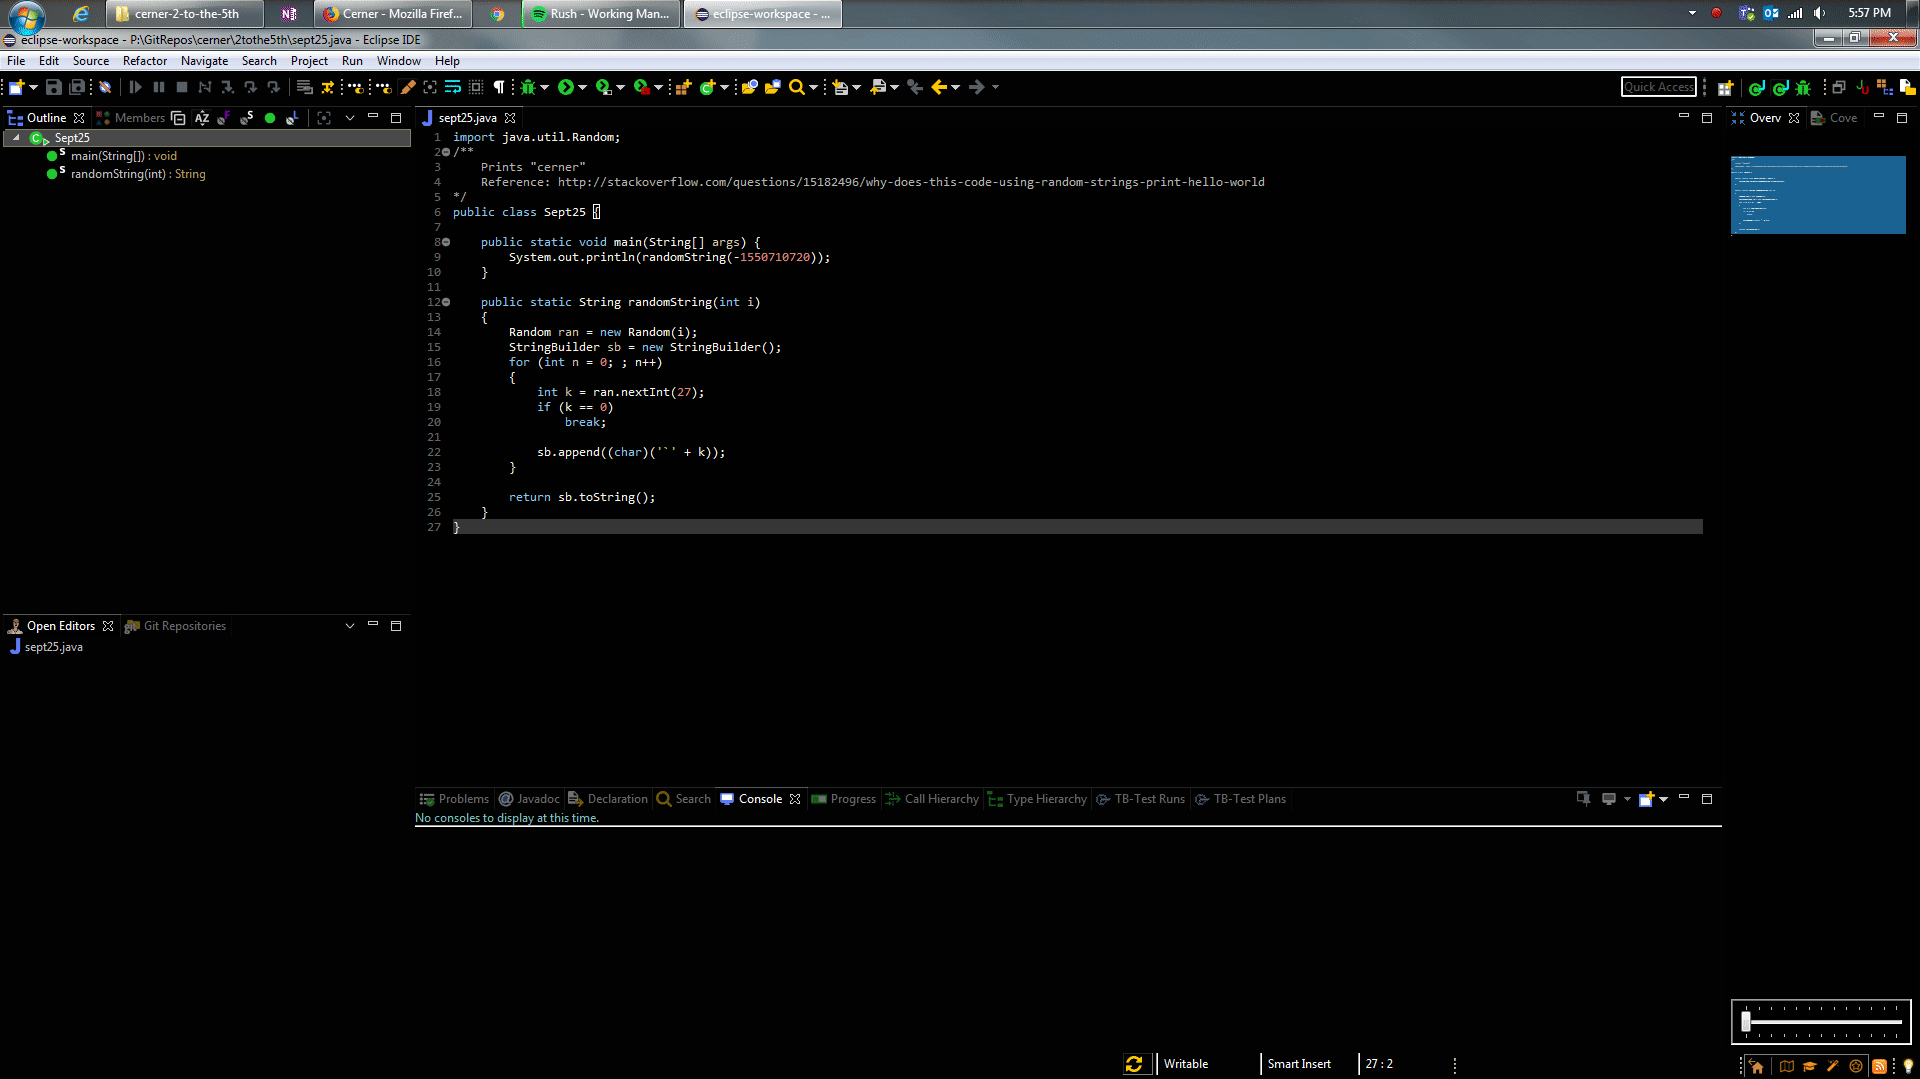 cerner-2-to-the-5th
Cerner - Mozilla Firef...
Rush - Working Man...
eclipse-workspace - ...
5:57 PM
eclipse-workspace - P:\GitRepos\cerner\2tothe5th\sept25.java - Eclipse IDE
File Edit Source Refactor Navigate Search Project Run Window Help
Quick Access
Outline
Members
Sept25
main(String[]) : void
randomString(int) : String
sept25.java
1 import java.util.Random;
2 /**
3     Prints "cerner"
4     Reference: http://stackoverflow.com/questions/15182496/why-does-this-code-using-random-strings-print-hello-world
5 */
6 public class Sept25 {
7
8     public static void main(String[] args) {
9         System.out.println(randomString(-1550710720));
10     }
11
12     public static String randomString(int i)
13     {
14         Random ran = new Random(i);
15         StringBuilder sb = new StringBuilder();
16         for (int n = 0; ; n++)
17         {
18             int k = ran.nextInt(27);
19             if (k == 0)
20                 break;
21
22             sb.append((char)('`' + k));
23         }
24
25         return sb.toString();
26     }
27 }
Overv
Cove
Open Editors
Git Repositories
sept25.java
Problems
Javadoc
Declaration
Search
Console
Progress
Call Hierarchy
Type Hierarchy
TB-Test Runs
TB-Test Plans
No consoles to display at this time.
Writable
Smart Insert
27 : 2